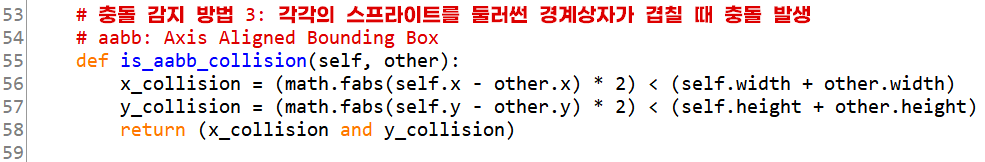 53 # 충돌 감지 방법 3: 각각의 스프라이트를 둘러썬 경계상자가 겹칠 때 충돌 발생
54 # aabb: Axis Aligned Bounding Box
55 def is_aabb_collision(self, other):
56 x_collision = (math.fabs(self.x - other.x) * 2) < (self.width + other.width)
57 y_collision = (math.fabs(self.y - other.y) * 2) < (self.height + other.height)
58 return (x_collision and y_collision)
59